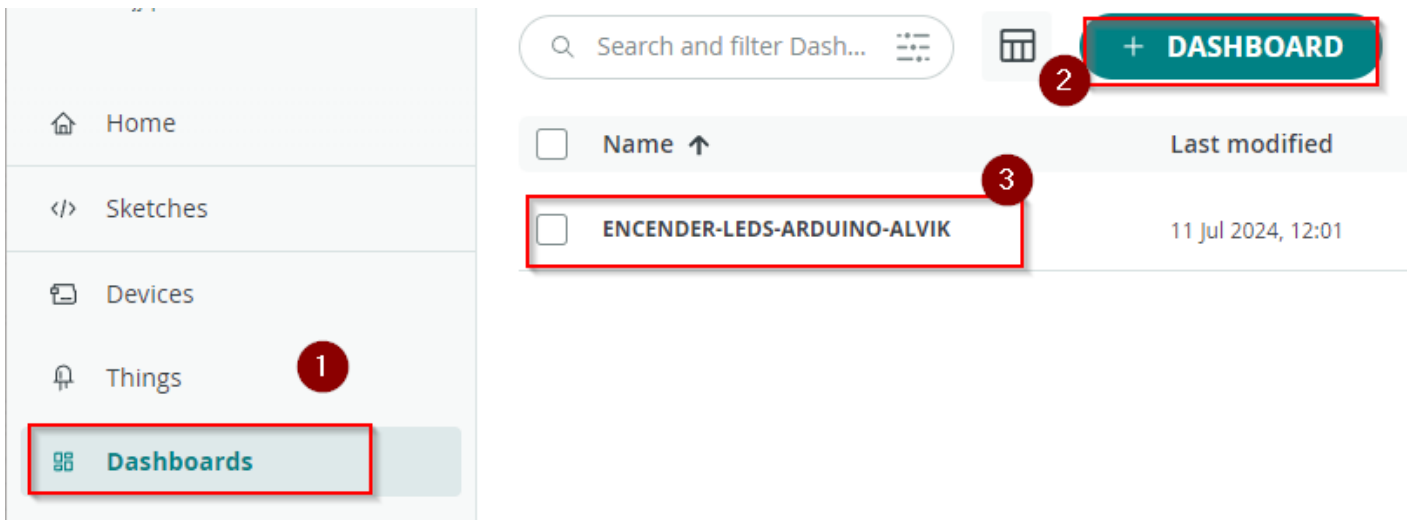 Home
Sketches
Devices
Things
1
Dashboards
Search and filter Dash...
+ DASHBOARD
2
Name ↑ Last modified
3
ENCENDER-LEDS-ARDUINO-ALVIK 11 Jul 2024, 12:01